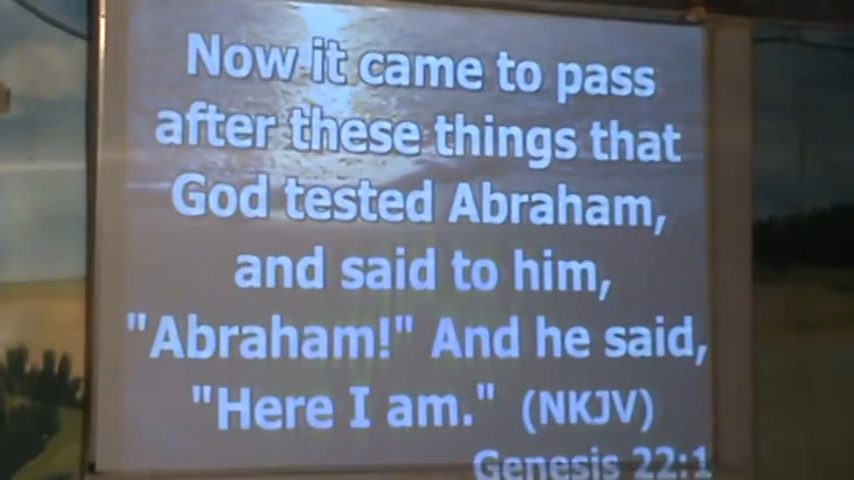 Now it came to pass
after these things that
God tested Abraham,
and said to him,
"Abraham!" And he said,
"Here I am." (NKJV)
Genesis 22:1